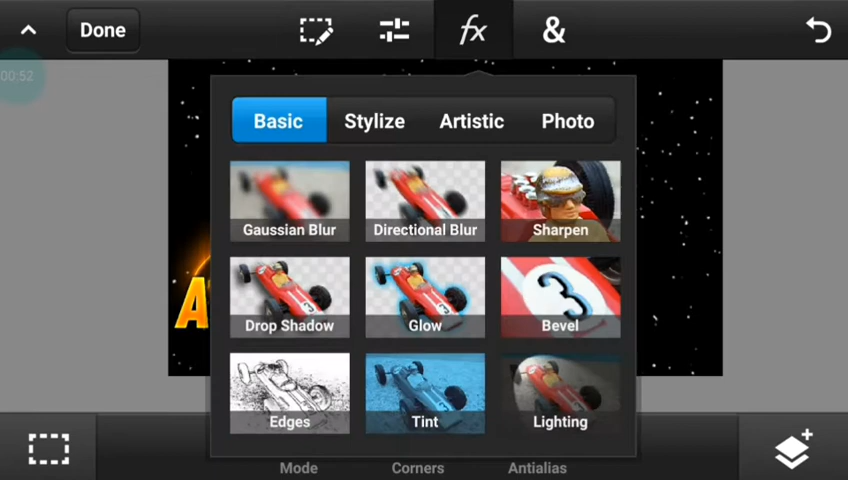 Done fx &
00:52
Basic Stylize Artistic Photo
Gaussian Blur Directional Blur Sharpen
3
Drop Shadow Glow Bevel
Edges Tint Lighting
Mode Corners Antialias